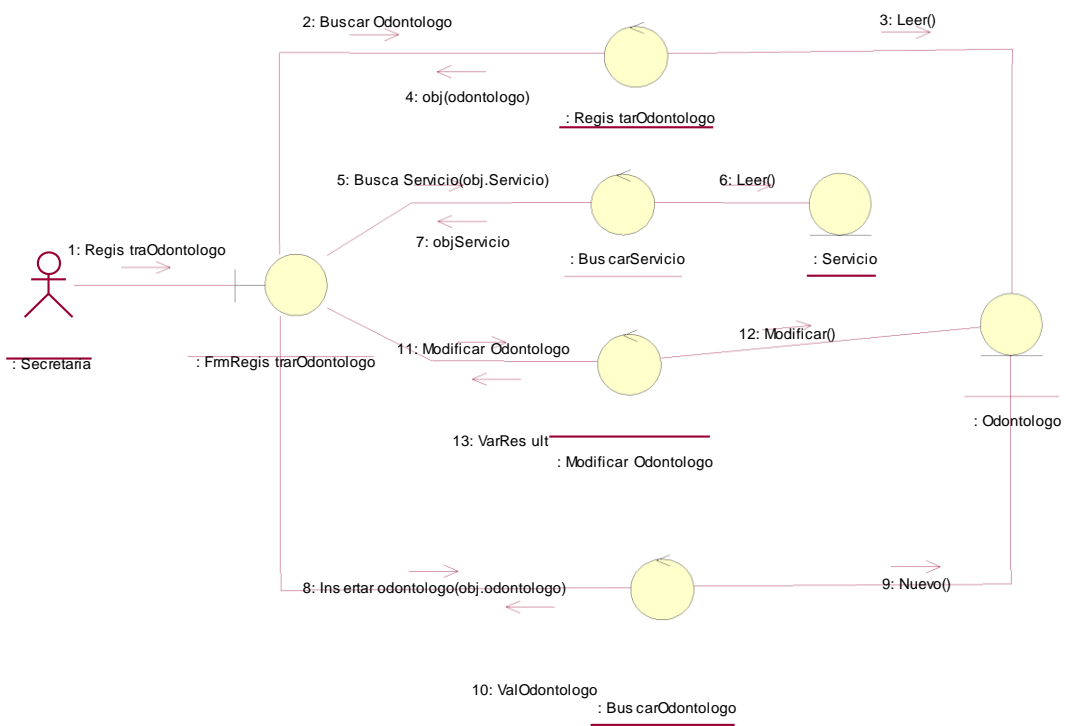 2: Buscar Odontologo
3: Leer()
4: obj(odontologo)
: Regis tarOdontologo
5: Busca Servicio(obj.Servicio)
6: Leer()
7: objServicio
: Bus carServicio
: Servicio
1: Regis traOdontologo
: Secretaria
: FrmRegis trarOdontologo
11: Modificar Odontologo
12: Modificar()
: Odontologo
13: VarRes ult
: Modificar Odontologo
8: Ins ertar odontologo(obj.odontologo)
9: Nuevo()
10: ValOdontologo
: Bus carOdontologo